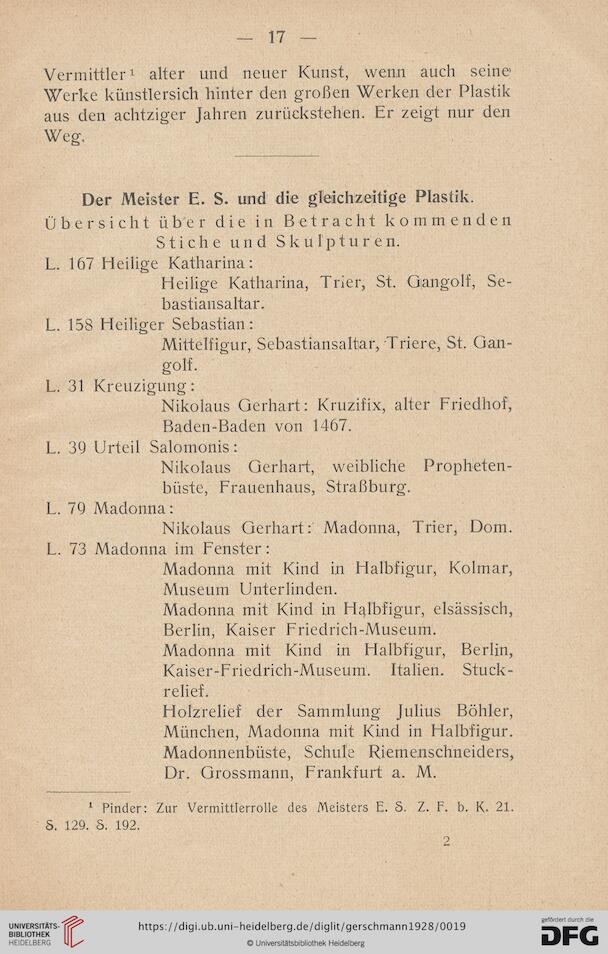 — 17 —
Vermittler¹ alter und neuer Kunst, wenn auch seine
Werke künstlersich hinter den großen Werken der Plastik
aus den achtziger Jahren zurückstehen. Er zeigt nur den
Weg.
Der Meister E. S. und die gleichzeitige Plastik.
Übersicht über die in Betracht kommenden
Stiche und Skulpturen.
L. 167 Heilige Katharina:
Heilige Katharina, Trier, St. Gangolf, Se-
bastiansaltar.
L. 158 Heiliger Sebastian:
Mittelfigur, Sebastiansaltar, Triere, St. Gan-
golf.
L. 31 Kreuzigung:
Nikolaus Gerhart: Kruzifix, alter Friedhof,
Baden-Baden von 1467.
L. 39 Urteil Salomonis:
Nikolaus Gerhart, weibliche Propheten-
büste, Frauenhaus, Straßburg.
L. 79 Madonna:
Nikolaus Gerhart: Madonna, Trier, Dom.
L. 73 Madonna im Fenster:
Madonna mit Kind in Halbfigur, Kolmar,
Museum Unterlinden.
Madonna mit Kind in Halbfigur, elsässisch,
Berlin, Kaiser Friedrich-Museum.
Madonna mit Kind in Halbfigur, Berlin,
Kaiser-Friedrich-Museum. Italien. Stuck-
relief.
Holzrelief der Sammlung Julius Böhler,
München, Madonna mit Kind in Halbfigur.
Madonnenbüste, Schule Riemenschneiders,
Dr. Grossmann, Frankfurt a. M.
¹ Pinder: Zur Vermittlerrolle des Meisters E. S. Z. F. b. K. 21.
S. 129. S. 192.
2
UNIVERSITÄTS-
BIBLIOTHEK
HEIDELBERG
https://digi.ub.uni-heidelberg.de/diglit/gerschmann1928/0019
© Universitätsbibliothek Heidelberg
gefördert durch die
DFG